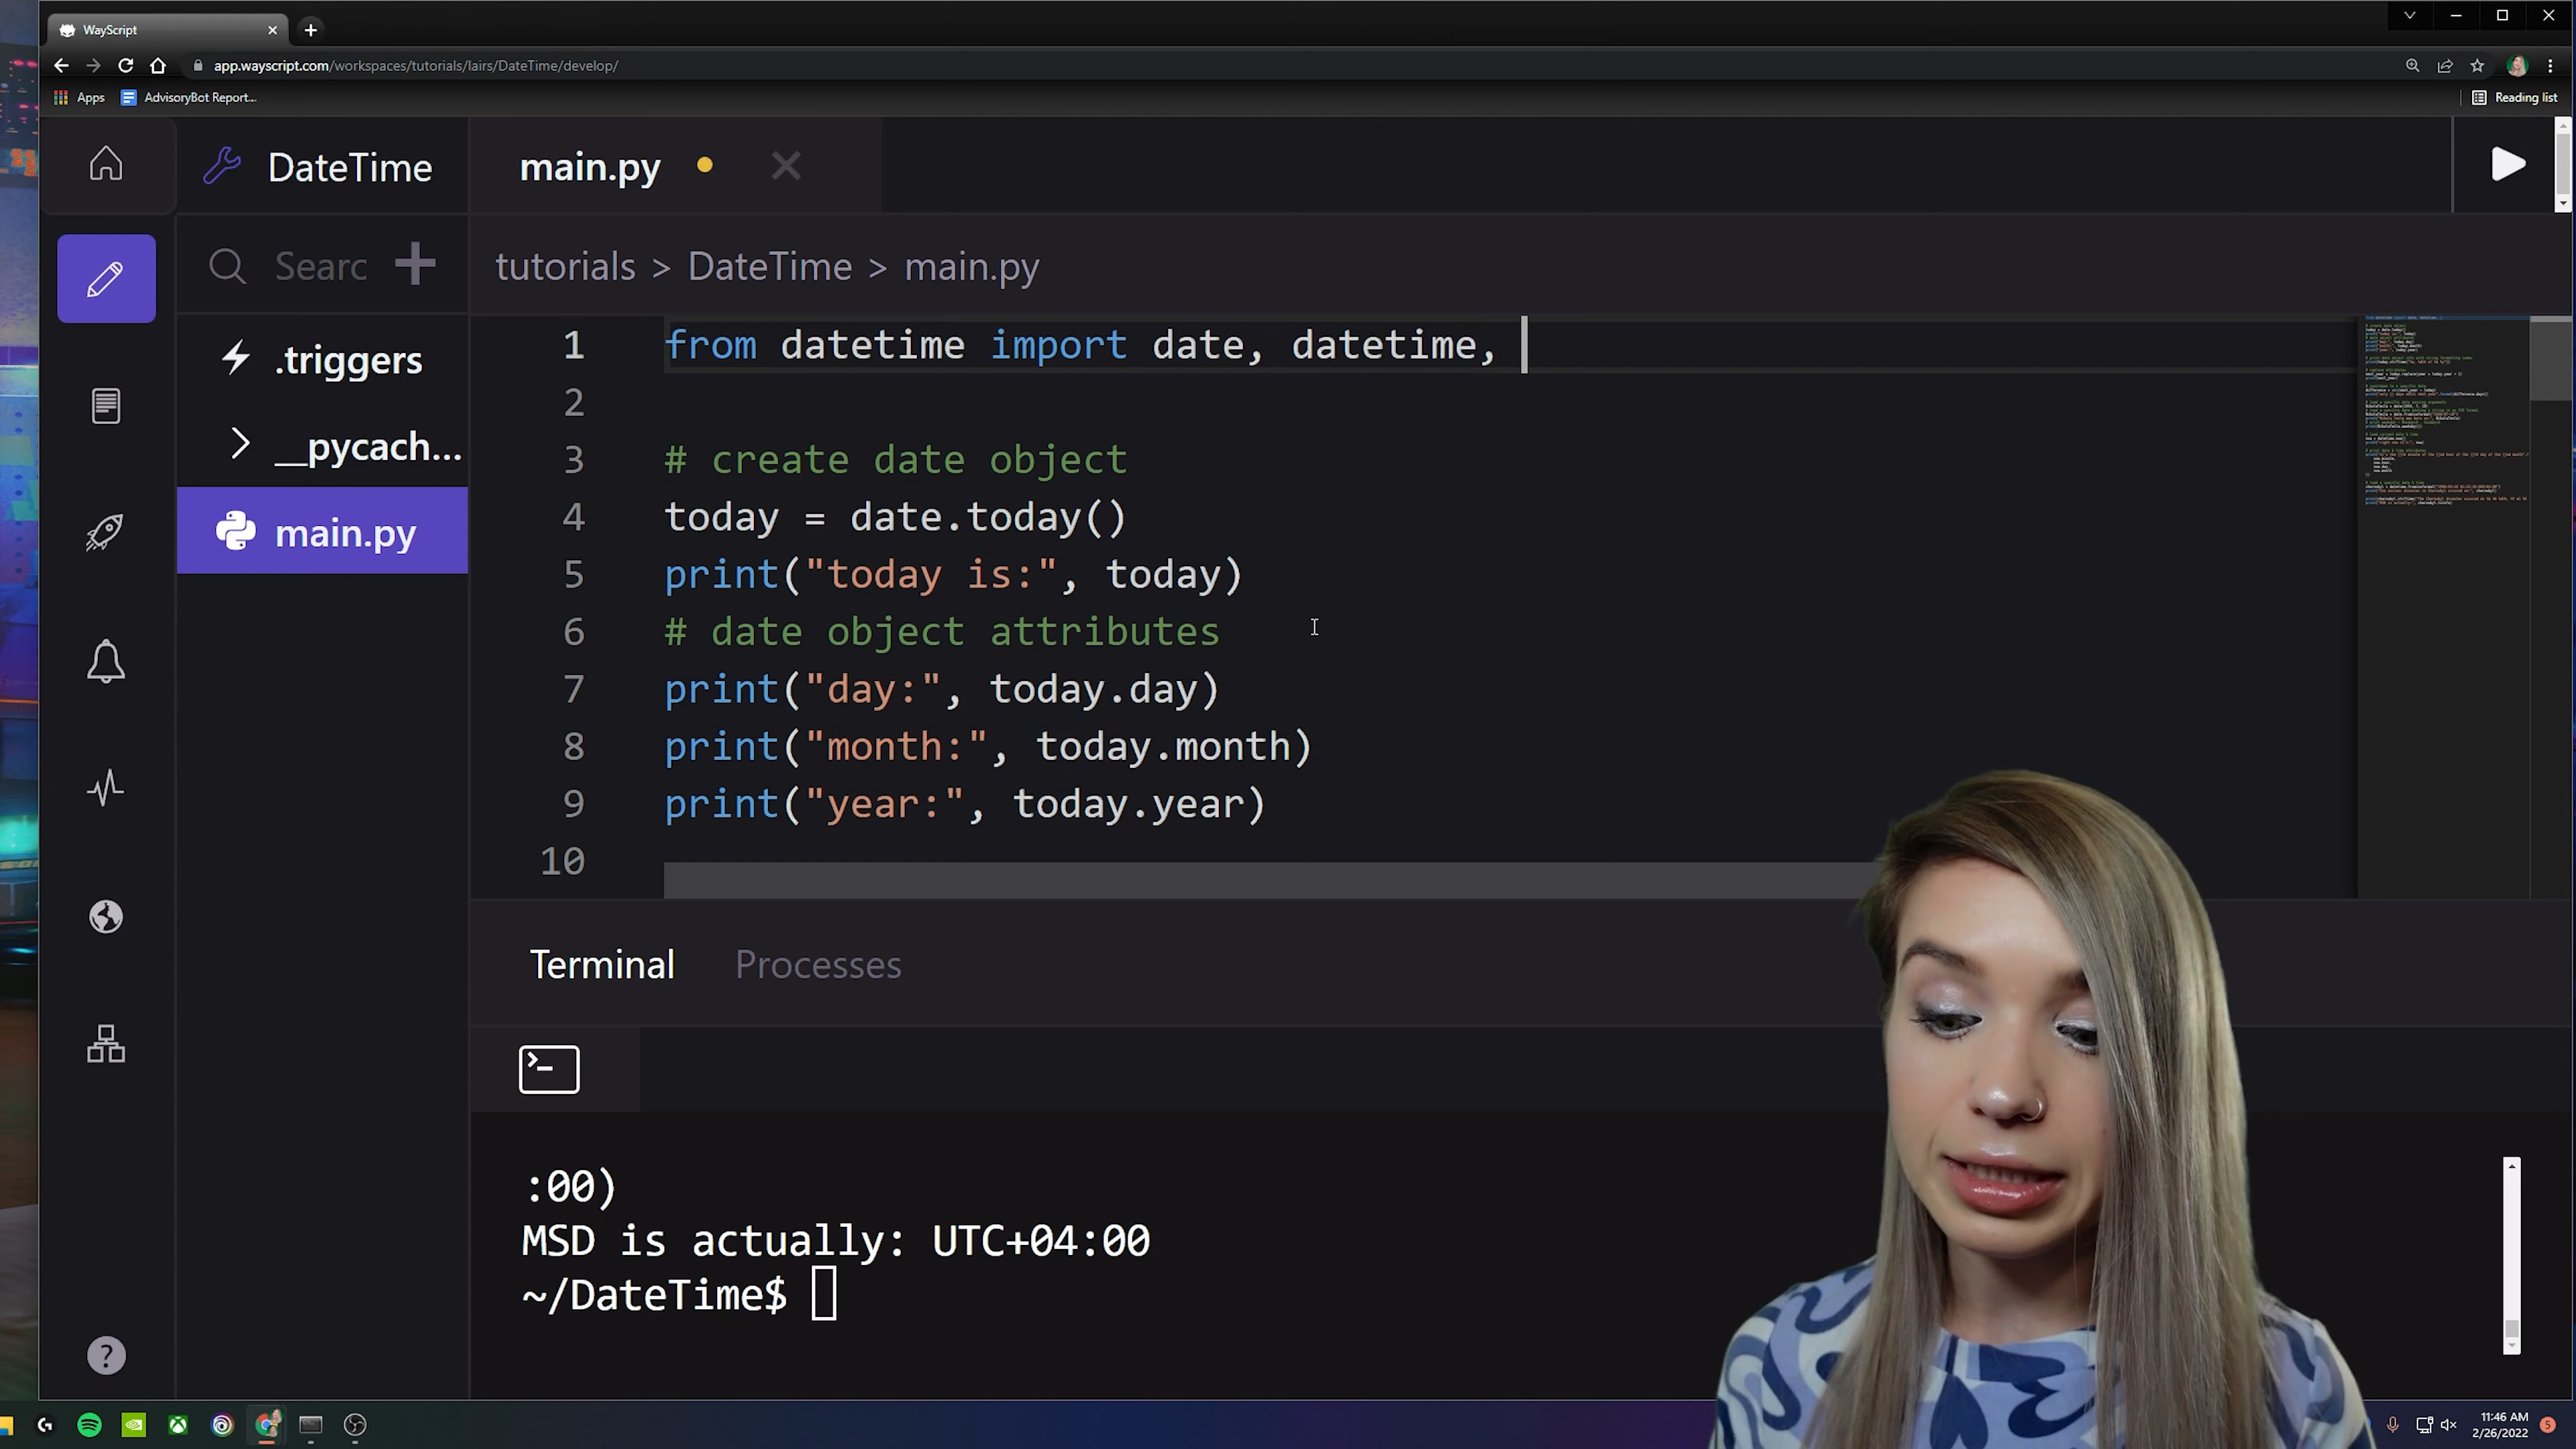 WayScript
app.wayscript.com/workspaces/tutorials/lairs/DateTime/develop/
Apps
AdvisoryBot Report...
Reading list
DateTime
main.py
Searc
tutorials > DateTime > main.py
.triggers
__pycach...
main.py
1 from datetime import date, datetime,
2
3 # create date object
4 today = date.today()
5 print("today is:", today)
6 # date object attributes
7 print("day:", today.day)
8 print("month:", today.month)
9 print("year:", today.year)
10
Terminal
Processes
:00)
MSD is actually: UTC+04:00
~/DateTime$
11:46 AM
2/26/2022
5